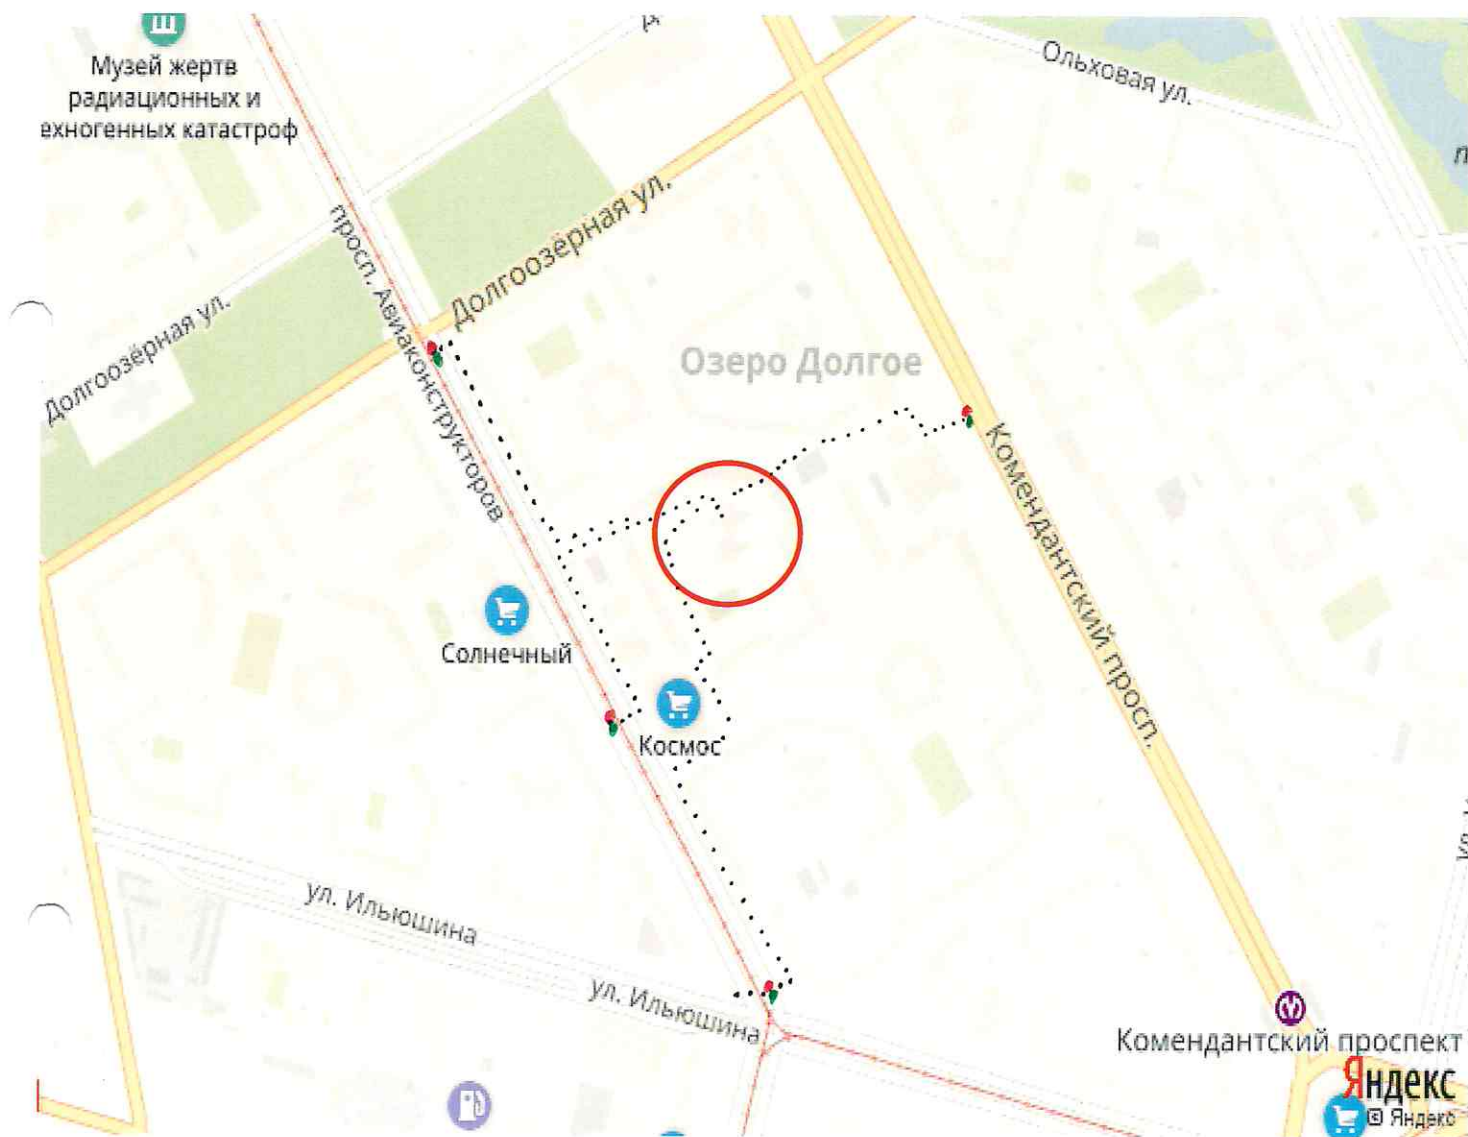 Музей жертв
радиационных и
ехногенных катастроф
Ольховая ул.
просп. Авиаконструкторов
Долгоозёрная ул.
Долгоозёрная ул.
Озеро Долгое
Комендантский просп.
Солнечный
Космос
ул. Ильюшина
ул. Ильюшина
Комендантский проспект
Яндекс
© Яндекс